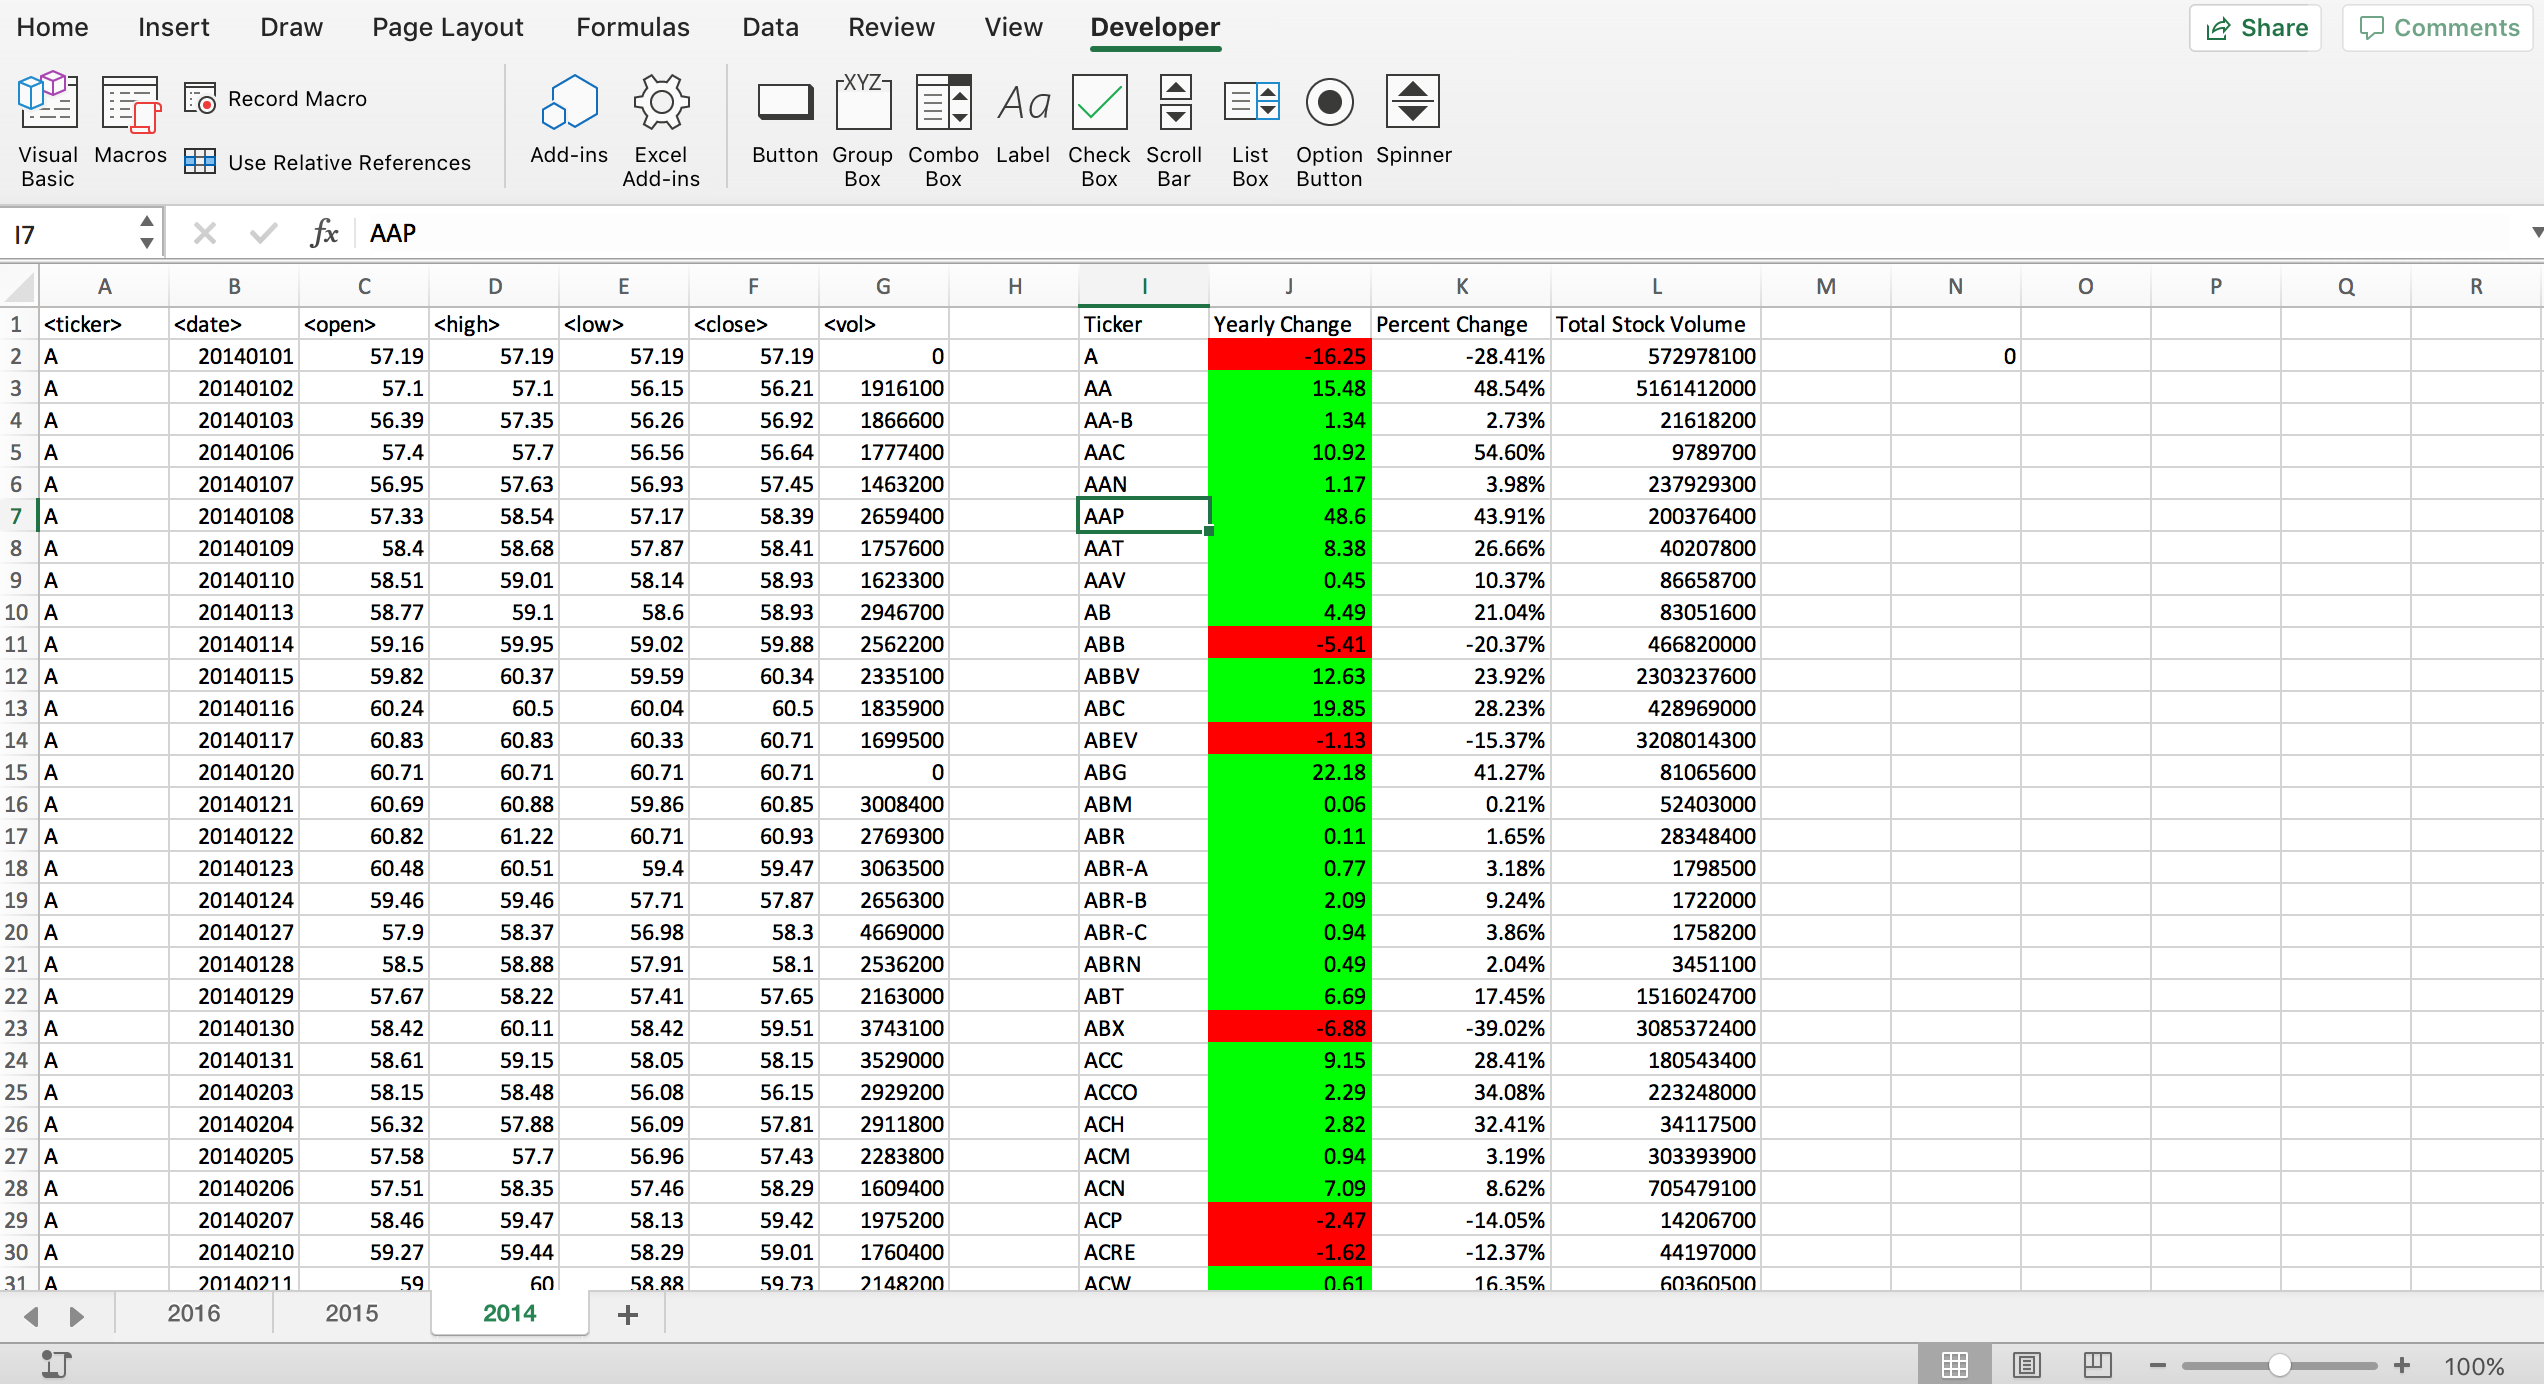 Home Insert Draw Page Layout Formulas Data Review View Developer Share Comments
Visual Basic Macros Record Macro Use Relative References Add-ins Excel Add-ins Button Group Box Combo Box Label Check Box Scroll Bar List Box Option Button Spinner
XYZ Aa
I7 fx AAP
A B C D E F G H I J K L M N O P Q R
1 <ticker> <date> <open> <high> <low> <close> <vol> Ticker Yearly Change Percent Change Total Stock Volume
2 A 20140101 57.19 57.19 57.19 57.19 0 A -16.25 -28.41% 572978100 0
3 A 20140102 57.1 57.1 56.15 56.21 1916100 AA 15.48 48.54% 5161412000
4 A 20140103 56.39 57.35 56.26 56.92 1866600 AA-B 1.34 2.73% 21618200
5 A 20140106 57.4 57.7 56.56 56.64 1777400 AAC 10.92 54.60% 9789700
6 A 20140107 56.95 57.63 56.93 57.45 1463200 AAN 1.17 3.98% 237929300
7 A 20140108 57.33 58.54 57.17 58.39 2659400 AAP 48.6 43.91% 200376400
8 A 20140109 58.4 58.68 57.87 58.41 1757600 AAT 8.38 26.66% 40207800
9 A 20140110 58.51 59.01 58.14 58.93 1623300 AAV 0.45 10.37% 86658700
10 A 20140113 58.77 59.1 58.6 58.93 2946700 AB 4.49 21.04% 83051600
11 A 20140114 59.16 59.95 59.02 59.88 2562200 ABB -5.41 -20.37% 466820000
12 A 20140115 59.82 60.37 59.59 60.34 2335100 ABBV 12.63 23.92% 2303237600
13 A 20140116 60.24 60.5 60.04 60.5 1835900 ABC 19.85 28.23% 428969000
14 A 20140117 60.83 60.83 60.33 60.71 1699500 ABEV -1.13 -15.37% 3208014300
15 A 20140120 60.71 60.71 60.71 60.71 0 ABG 22.18 41.27% 81065600
16 A 20140121 60.69 60.88 59.86 60.85 3008400 ABM 0.06 0.21% 52403000
17 A 20140122 60.82 61.22 60.71 60.93 2769300 ABR 0.11 1.65% 28348400
18 A 20140123 60.48 60.51 59.4 59.47 3063500 ABR-A 0.77 3.18% 1798500
19 A 20140124 59.46 59.46 57.71 57.87 2656300 ABR-B 2.09 9.24% 1722000
20 A 20140127 57.9 58.37 56.98 58.3 4669000 ABR-C 0.94 3.86% 1758200
21 A 20140128 58.5 58.88 57.91 58.1 2536200 ABRN 0.49 2.04% 3451100
22 A 20140129 57.67 58.22 57.41 57.65 2163000 ABT 6.69 17.45% 1516024700
23 A 20140130 58.42 60.11 58.42 59.51 3743100 ABX -6.88 -39.02% 3085372400
24 A 20140131 58.61 59.15 58.05 58.15 3529000 ACC 9.15 28.41% 180543400
25 A 20140203 58.15 58.48 56.08 56.15 2929200 ACCO 2.29 34.08% 223248000
26 A 20140204 56.32 57.88 56.09 57.81 2911800 ACH 2.82 32.41% 34117500
27 A 20140205 57.58 57.7 56.96 57.43 2283800 ACM 0.94 3.19% 303393900
28 A 20140206 57.51 58.35 57.46 58.29 1609400 ACN 7.09 8.62% 705479100
29 A 20140207 58.46 59.47 58.13 59.42 1975200 ACP -2.47 -14.05% 14206700
30 A 20140210 59.27 59.44 58.29 59.01 1760400 ACRE -1.62 -12.37% 44197000
31 A 20140211 59 60 58.88 59.73 2148200 ACW 0.61 16.35% 60360500
2016 2015 2014 +
100%